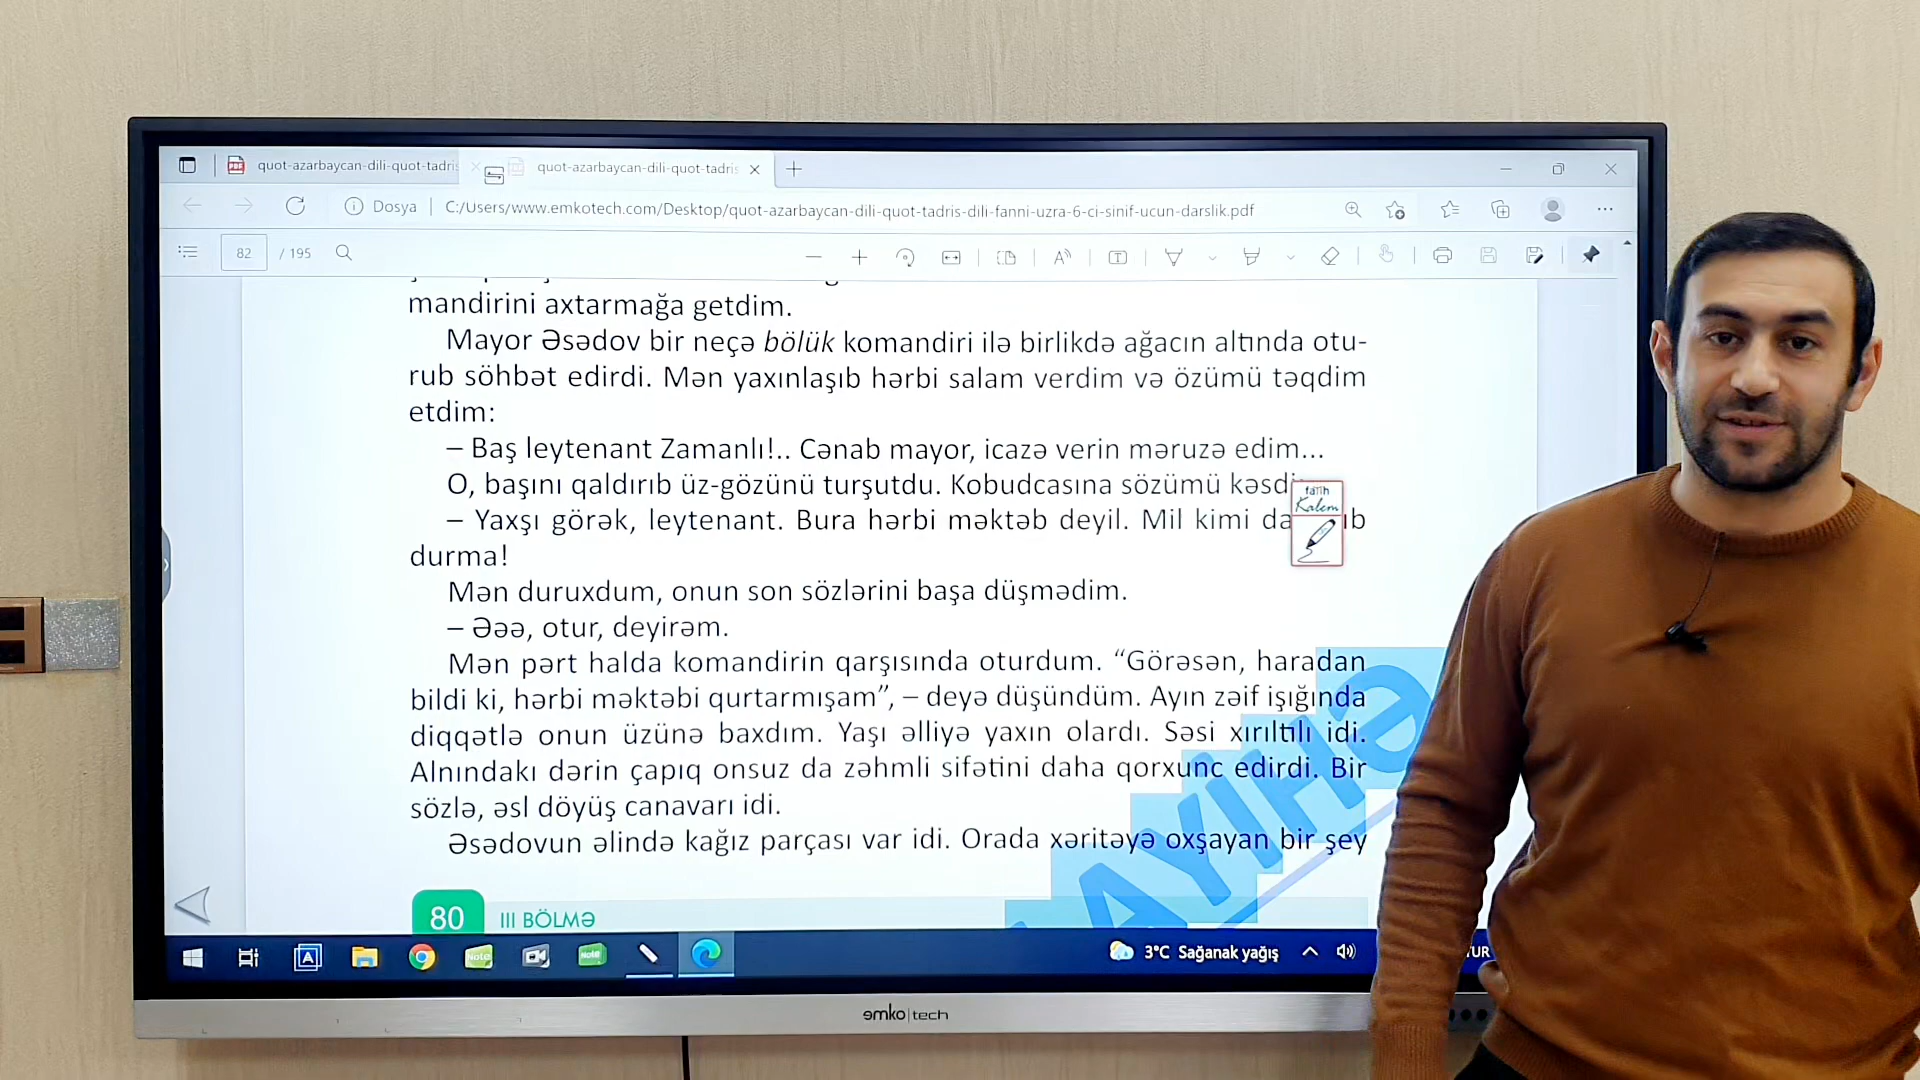 quot-azarbaycan-dili-quot-tadris
quot-azarbaycan-dili-quot-tadris
Dosya
C:/Users/www.emkotech.com/Desktop/quot-azarbaycan-dili-quot-tadris-dili-fanni-uzra-6-ci-sinif-ucun-darslik.pdf
82 / 195
mandirini axtarmağa getdim.
Mayor Əsədov bir neçə bölük komandiri ilə birlikdə ağacın altında otu-
rub söhbət edirdi. Mən yaxınlaşıb hərbi salam verdim və özümü təqdim
etdim:
– Baş leytenant Zamanlı!.. Cənab mayor, icazə verin məruzə edim...
O, başını qaldırıb üz-gözünü turşutdu. Kobudcasına sözümü kəsdi
– Yaxşı görək, leytenant. Bura hərbi məktəb deyil. Mil kimi
durma!
Mən duruxdum, onun son sözlərini başa düşmədim.
– Əəə, otur, deyirəm.
Mən pərt halda komandirin qarşısında oturdum. “Görəsən, haradan
bildi ki, hərbi məktəbi qurtarmışam”, – deyə düşündüm. Ayın zəif işığında
diqqətlə onun üzünə baxdım. Yaşı əlliyə yaxın olardı. Səsi xırıltılı idi.
Alnındakı dərin çapıq onsuz da zəhmli sifətini daha qorxunc edirdi. Bir
sözlə, əsl döyüş canavarı idi.
Əsədovun əlində kağız parçası var idi. Orada xəritəyə oxşayan bir şey
fatih
Kalem
AYİHƏ
80 III BÖLMƏ
Note
Note
3°C Sağanak yağış
TUR
emko|tech